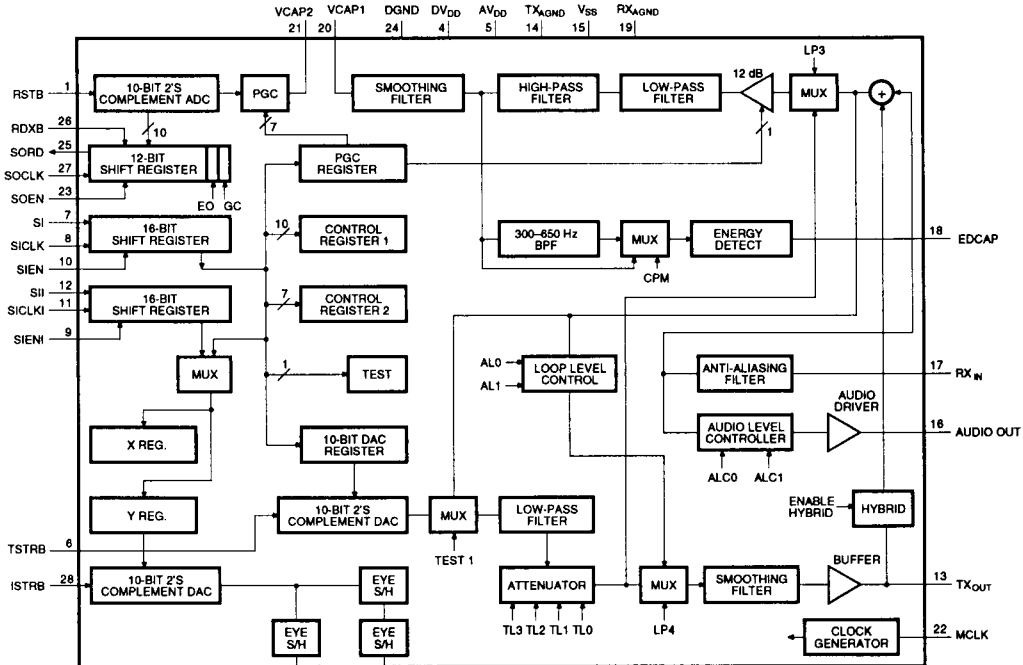 VCAP2 VCAP1 DGND DVDD AVDD TXAGND VSS RXAGND
21 20 24 4 5 14 15 19
LP3
RSTB 1
10-BIT 2'S
COMPLEMENT ADC
PGC
SMOOTHING
FILTER
HIGH-PASS
FILTER
LOW-PASS
FILTER
12 dB
MUX
+
10
7
1
RDXB 26
SORD 25
SOCLK 27
SOEN 23
12-BIT
SHIFT REGISTER
EO GC
PGC
REGISTER
SI 7
SICLK 8
SIEN 10
16-BIT
SHIFT REGISTER
10
CONTROL
REGISTER 1
300–650 Hz
BPF
MUX
CPM
ENERGY
DETECT
18 EDCAP
SII 12
SICLKI 11
SIENI 9
16-BIT
SHIFT REGISTER
7
CONTROL
REGISTER 2
MUX
1
TEST
AL0
AL1
LOOP LEVEL
CONTROL
ANTI-ALIASING
FILTER
17 RXIN
AUDIO
DRIVER
X REG.
10-BIT DAC
REGISTER
AUDIO LEVEL
CONTROLLER
16 AUDIO OUT
ALC0 ALC1
Y REG.
10-BIT 2'S
COMPLEMENT DAC
MUX
TEST 1
LOW-PASS
FILTER
ENABLE
HYBRID
HYBRID
TSTRB 6
ISTRB 28
10-BIT 2'S
COMPLEMENT DAC
EYE
S/H
ATTENUATOR
TL3 TL2 TL1 TL0
MUX
LP4
SMOOTHING
FILTER
BUFFER
13 TXOUT
EYE
S/H
EYE
S/H
CLOCK
GENERATOR
22 MCLK